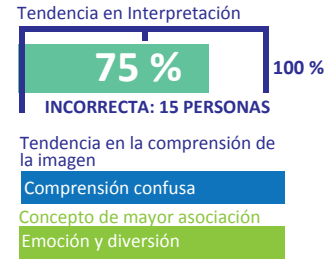 Tendencia en Interpretación
75 %
100 %
INCORRECTA: 15 PERSONAS
Tendencia en la comprensión de
la imagen
Comprensión confusa
Concepto de mayor asociación
Emoción y diversión